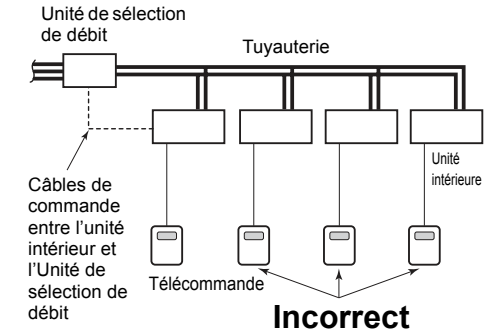 Unité de sélection
de débit
Tuyauterie
Unité
intérieure
Câbles de
commande
entre l'unité
intérieur et
l'Unité de
sélection de
débit
Télécommande
Incorrect